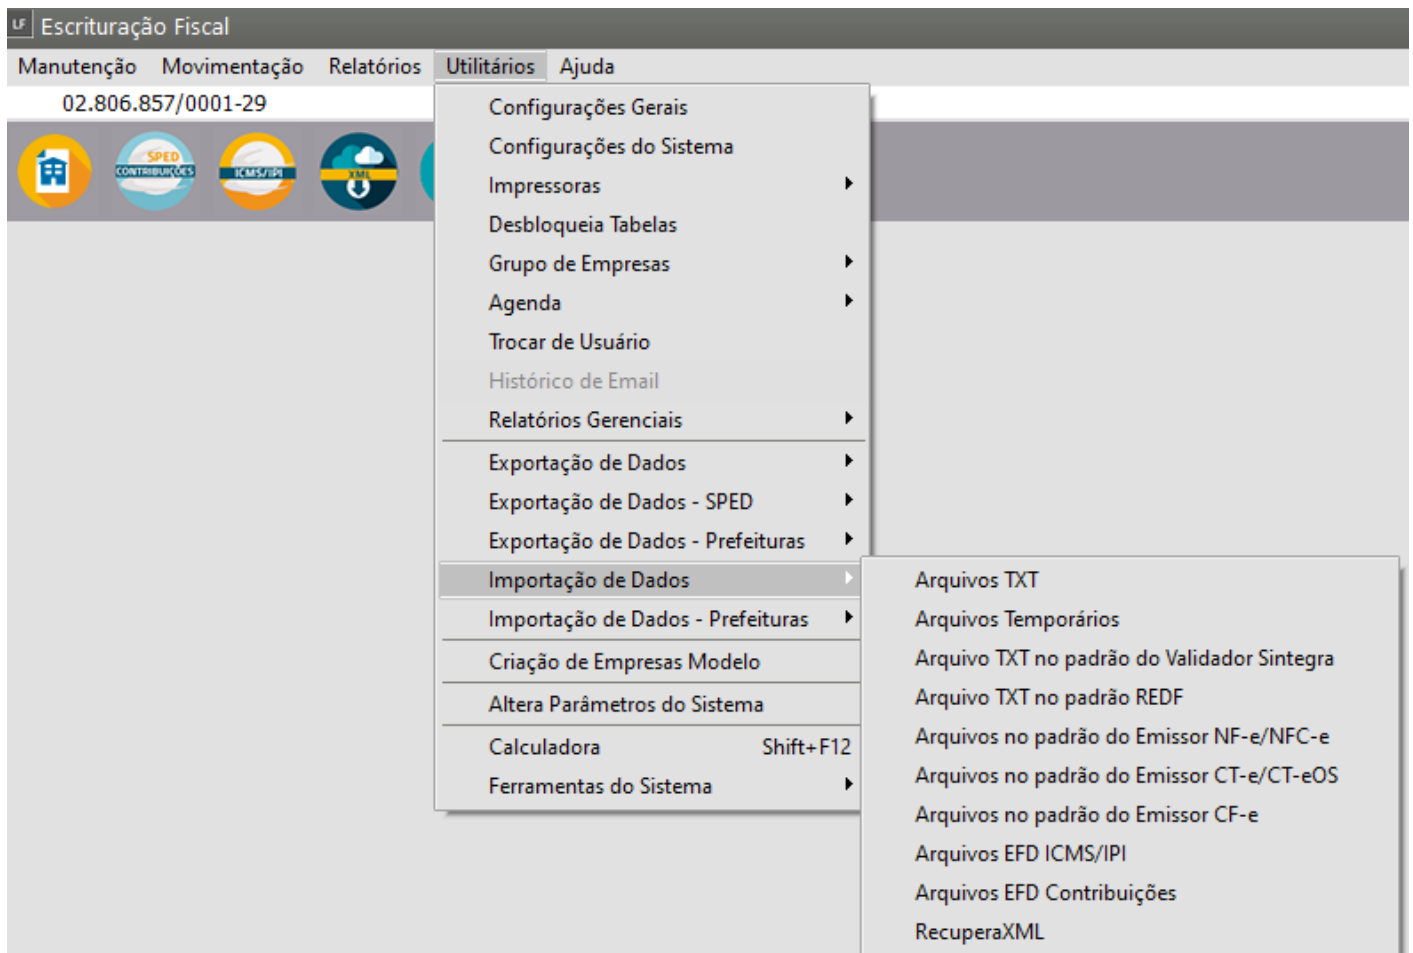 LF Escrituração Fiscal
Manutenção Movimentação Relatórios Utilitários Ajuda
02.806.857/0001-29
SPED
CONTRIBUIÇÕES
ICMS/IPI
XML
Configurações Gerais
Configurações do Sistema
Impressoras
Desbloqueia Tabelas
Grupo de Empresas
Agenda
Trocar de Usuário
Histórico de Email
Relatórios Gerenciais
Exportação de Dados
Exportação de Dados - SPED
Exportação de Dados - Prefeituras
Importação de Dados
Importação de Dados - Prefeituras
Criação de Empresas Modelo
Altera Parâmetros do Sistema
Calculadora Shift+F12
Ferramentas do Sistema
Arquivos TXT
Arquivos Temporários
Arquivo TXT no padrão do Validador Sintegra
Arquivo TXT no padrão REDF
Arquivos no padrão do Emissor NF-e/NFC-e
Arquivos no padrão do Emissor CT-e/CT-eOS
Arquivos no padrão do Emissor CF-e
Arquivos EFD ICMS/IPI
Arquivos EFD Contribuições
RecuperaXML